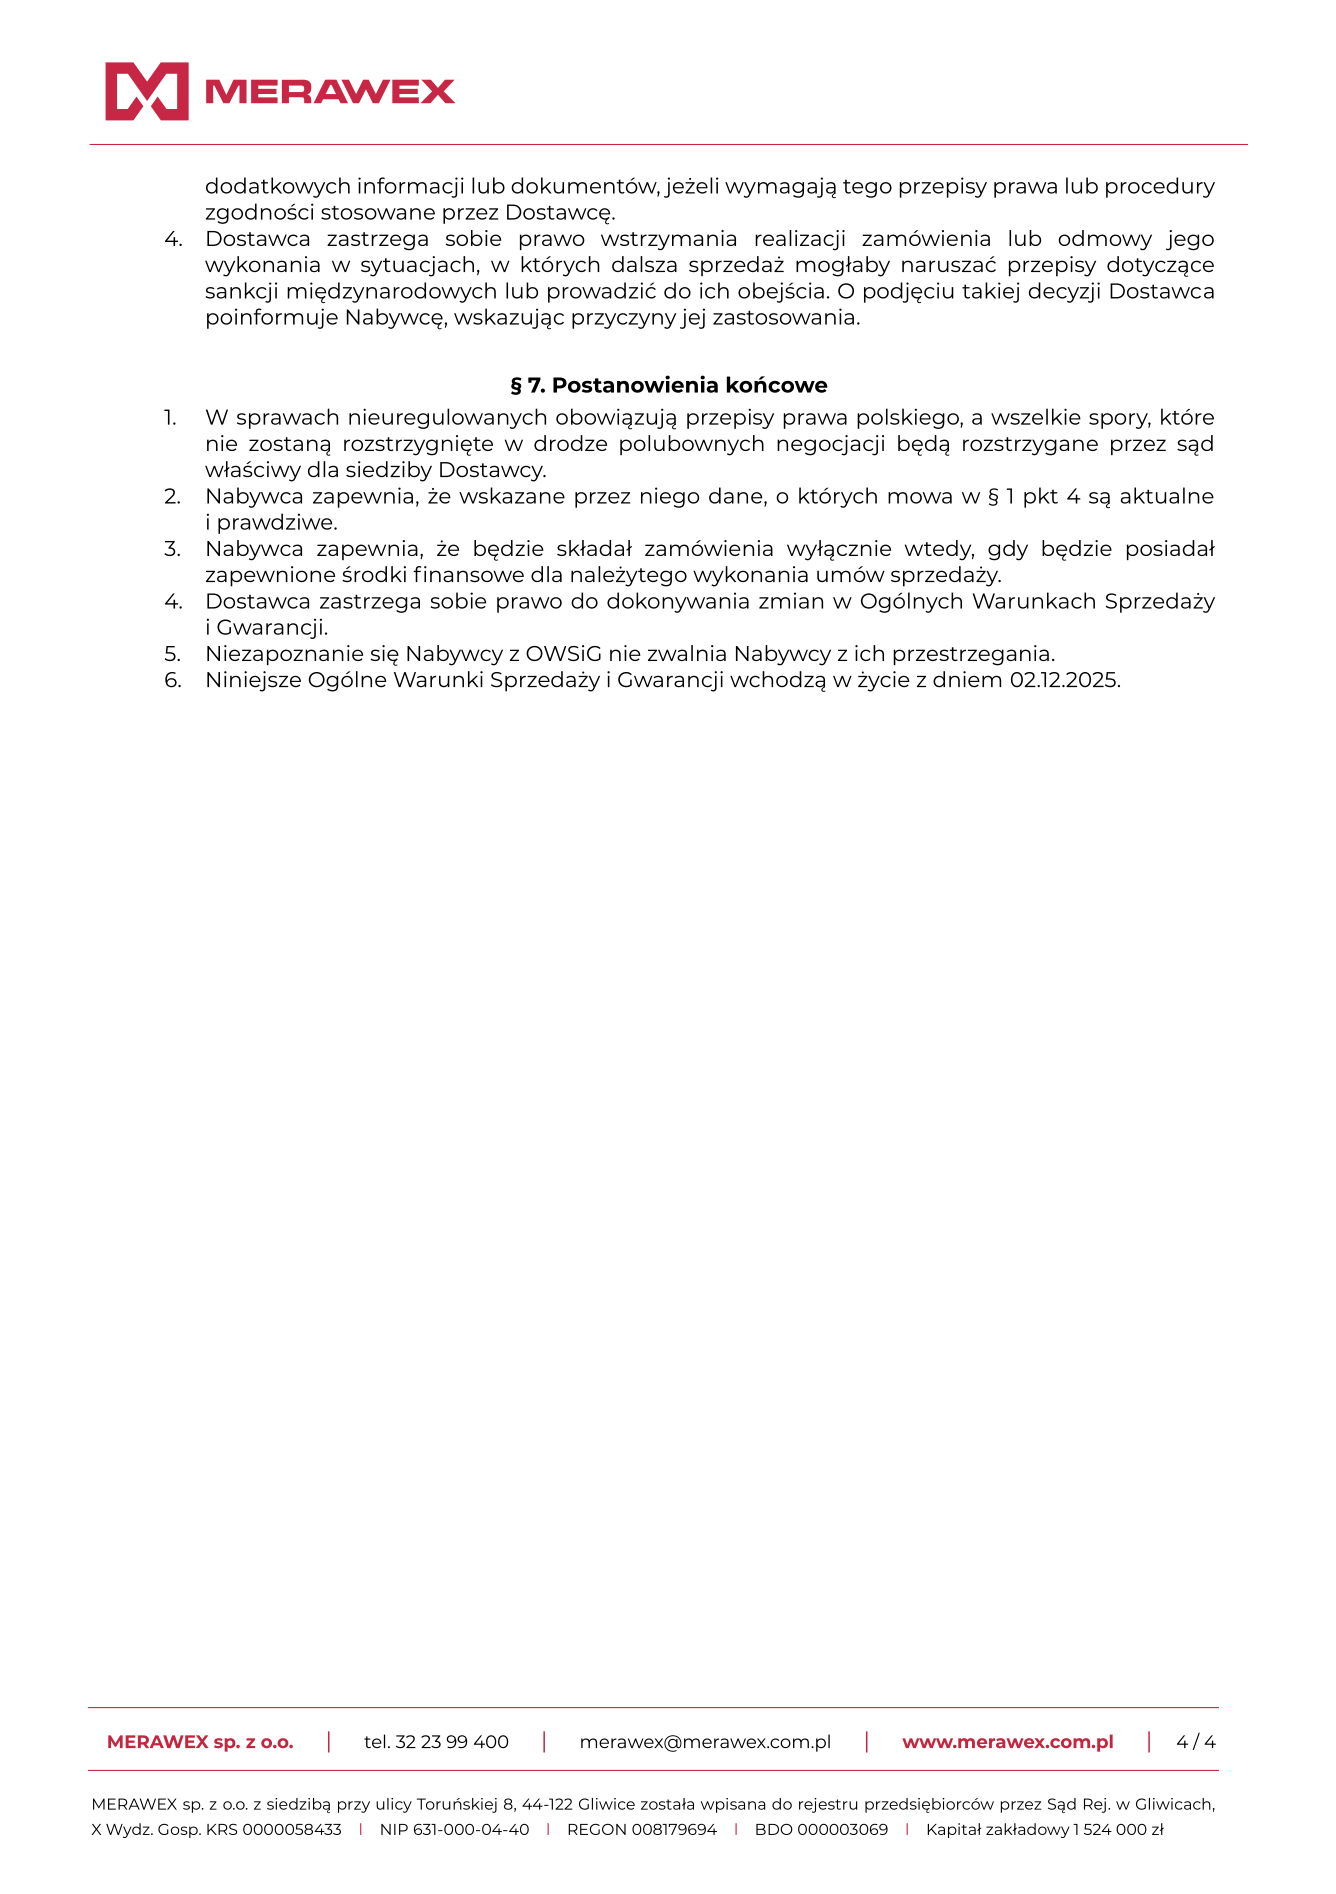 MERAWEX
dodatkowych informacji lub dokumentów, jeżeli wymagają tego przepisy prawa lub procedury
zgodności stosowane przez Dostawcę.
4. Dostawca zastrzega sobie prawo wstrzymania realizacji zamówienia lub odmowy jego
wykonania w sytuacjach, w których dalsza sprzedaż mogłaby naruszać przepisy dotyczące
sankcji międzynarodowych lub prowadzić do ich obejścia. O podjęciu takiej decyzji Dostawca
poinformuje Nabywcę, wskazując przyczyny jej zastosowania.
§ 7. Postanowienia końcowe
1. W sprawach nieuregulowanych obowiązują przepisy prawa polskiego, a wszelkie spory, które
nie zostaną rozstrzygnięte w drodze polubownych negocjacji będą rozstrzygane przez sąd
właściwy dla siedziby Dostawcy.
2. Nabywca zapewnia, że wskazane przez niego dane, o których mowa w § 1 pkt 4 są aktualne
i prawdziwe.
3. Nabywca zapewnia, że będzie składał zamówienia wyłącznie wtedy, gdy będzie posiadał
zapewnione środki finansowe dla należytego wykonania umów sprzedaży.
4. Dostawca zastrzega sobie prawo do dokonywania zmian w Ogólnych Warunkach Sprzedaży
i Gwarancji.
5. Niezapoznanie się Nabywcy z OWSiG nie zwalnia Nabywcy z ich przestrzegania.
6. Niniejsze Ogólne Warunki Sprzedaży i Gwarancji wchodzą w życie z dniem 02.12.2025.
MERAWEX sp. z o.o. | tel. 32 23 99 400 | merawex@merawex.com.pl | www.merawex.com.pl | 4 / 4
MERAWEX sp. z o.o. z siedzibą przy ulicy Toruńskiej 8, 44-122 Gliwice została wpisana do rejestru przedsiębiorców przez Sąd Rej. w Gliwicach,
X Wydz. Gosp. KRS 0000058433 | NIP 631-000-04-40 | REGON 008179694 | BDO 000003069 | Kapitał zakładowy 1 524 000 zł